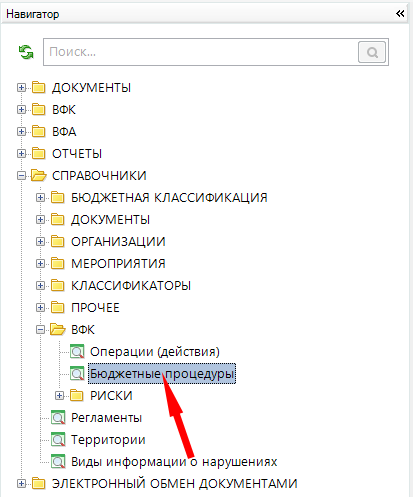 Навигатор
Поиск...
ДОКУМЕНТЫ
ВФК
ВФА
ОТЧЕТЫ
СПРАВОЧНИКИ
БЮДЖЕТНАЯ КЛАССИФИКАЦИЯ
ДОКУМЕНТЫ
ОРГАНИЗАЦИИ
МЕРОПРИЯТИЯ
КЛАССИФИКАТОРЫ
ПРОЧЕЕ
ВФК
Операции (действия)
Бюджетные процедуры
РИСКИ
Регламенты
Территории
Виды информации о нарушениях
ЭЛЕКТРОННЫЙ ОБМЕН ДОКУМЕНТАМИ